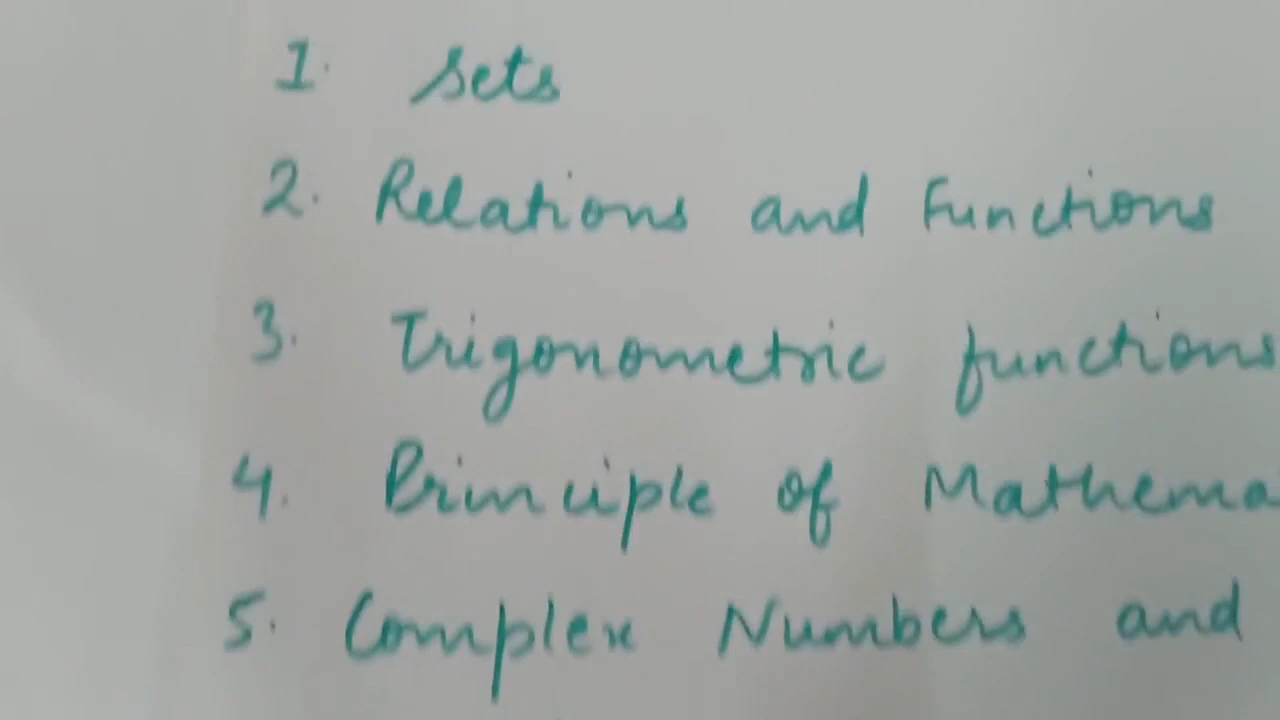 1. Sets
2. Relations and Functions
3. Trigonometric functions
4. Principle of Mathema
5. Complex Numbers and